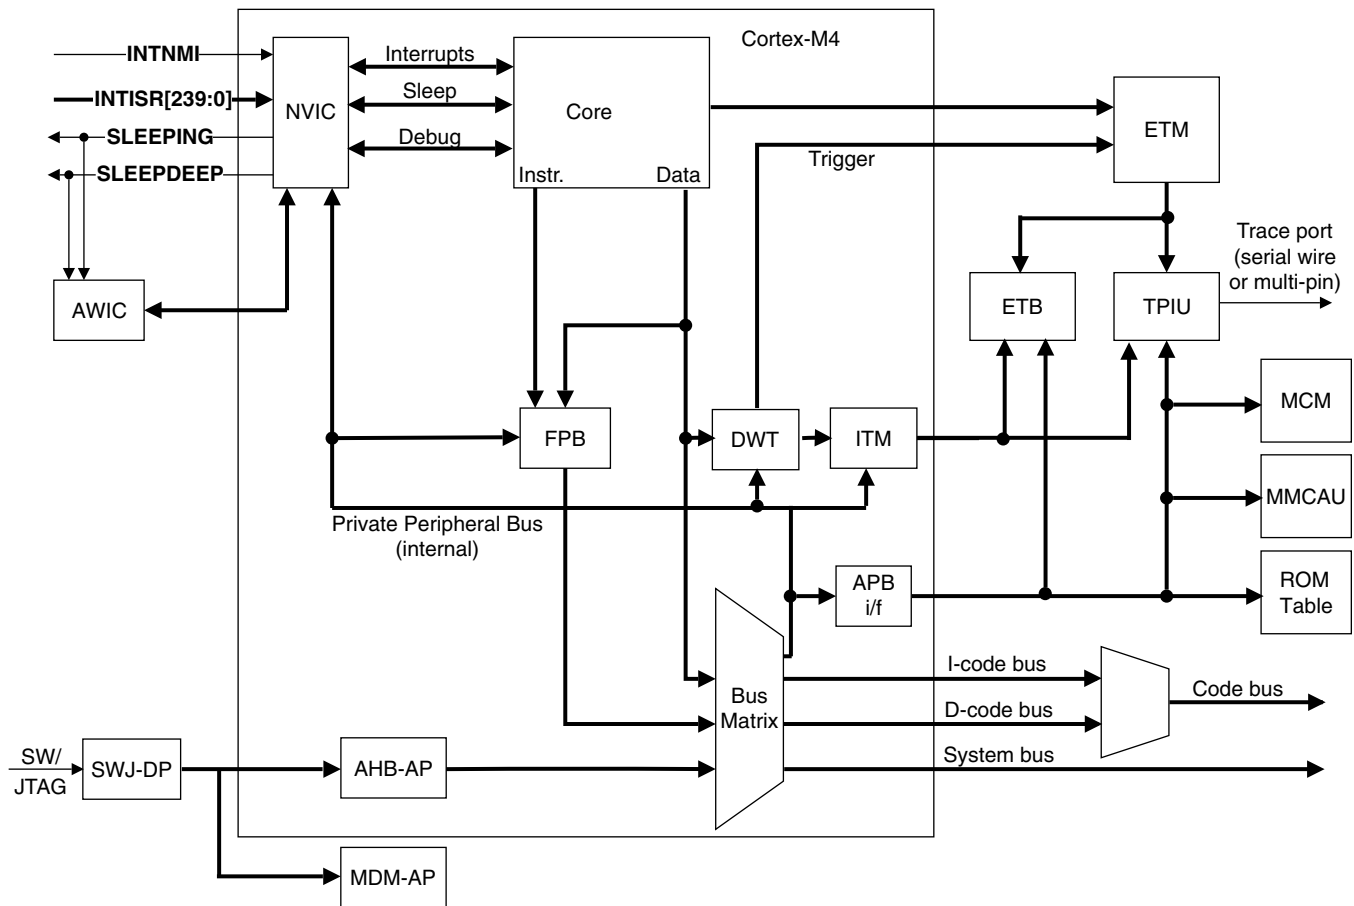 Cortex-M4
INTNMI
INTISR[239:0]
SLEEPING
SLEEPDEEP
NVIC
Interrupts
Sleep
Debug
Core
Instr.
Data
ETM
Trigger
AWIC
ETB
TPIU
Trace port
(serial wire
or multi-pin)
FPB
DWT
ITM
MCM
MMCAU
ROM
Table
Private Peripheral Bus
(internal)
APB
i/f
Bus
Matrix
I-code bus
D-code bus
Code bus
System bus
SW/
JTAG
SWJ-DP
AHB-AP
MDM-AP